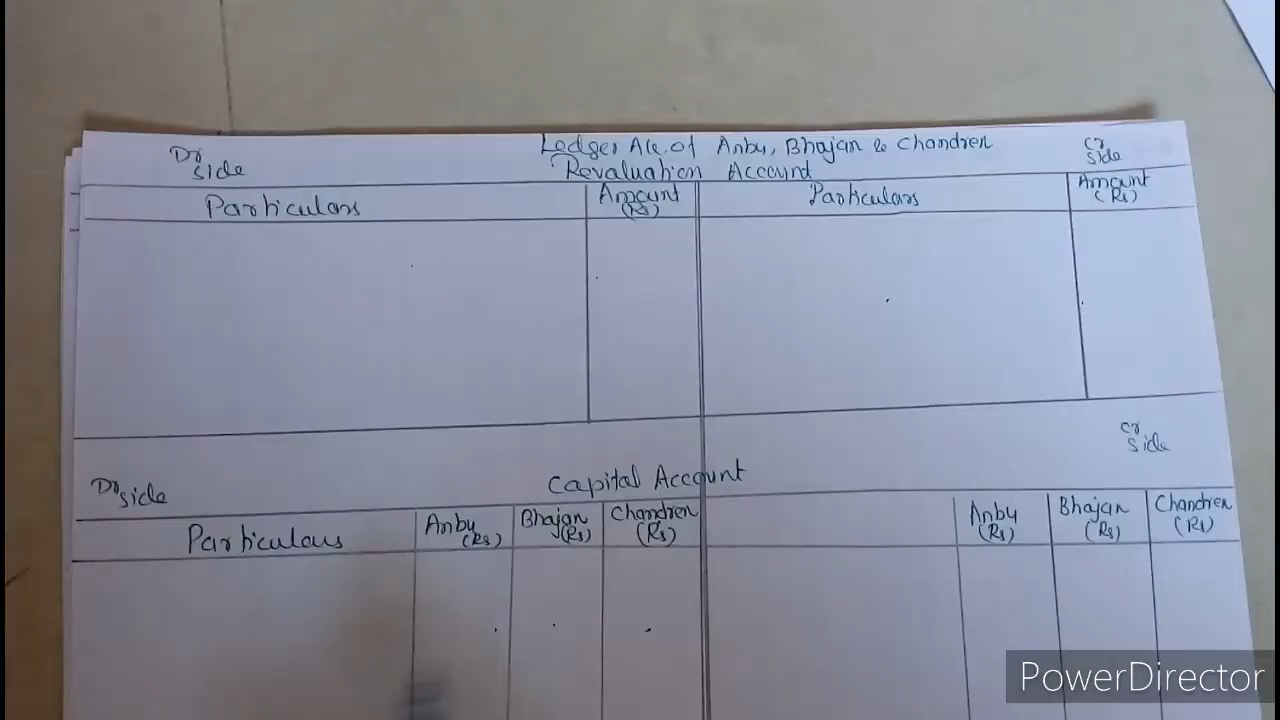 Ledger A/c. of Anbu, Bhajan & Chandren
Dr Side
Cr Side
Revaluation Account
Particulars Amount (Rs) Particulars Amount (Rs)
Cr Side
Dr Side
Capital Account
Particulars Anbu (Rs) Bhajan (Rs) Chandren (Rs) Anbu (Rs) Bhajan (Rs) Chandren (Rs)
PowerDirector